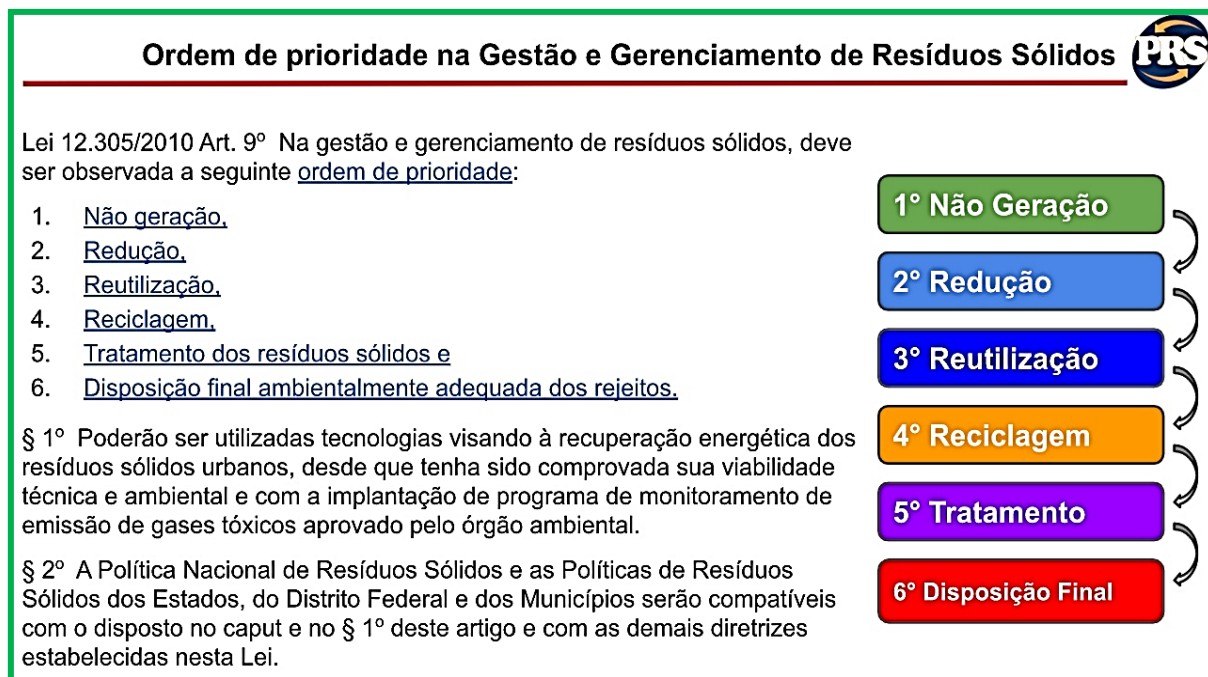 Ordem de prioridade na Gestão e Gerenciamento de Resíduos Sólidos
PRS
Lei 12.305/2010 Art. 9º Na gestão e gerenciamento de resíduos sólidos, deve
ser observada a seguinte ordem de prioridade:
1. Não geração,
2. Redução,
3. Reutilização,
4. Reciclagem,
5. Tratamento dos resíduos sólidos e
6. Disposição final ambientalmente adequada dos rejeitos.
§ 1º Poderão ser utilizadas tecnologias visando à recuperação energética dos
resíduos sólidos urbanos, desde que tenha sido comprovada sua viabilidade
técnica e ambiental e com a implantação de programa de monitoramento de
emissão de gases tóxicos aprovado pelo órgão ambiental.
§ 2º A Política Nacional de Resíduos Sólidos e as Políticas de Resíduos
Sólidos dos Estados, do Distrito Federal e dos Municípios serão compatíveis
com o disposto no caput e no § 1º deste artigo e com as demais diretrizes
estabelecidas nesta Lei.
1° Não Geração
2° Redução
3° Reutilização
4° Reciclagem
5° Tratamento
6° Disposição Final